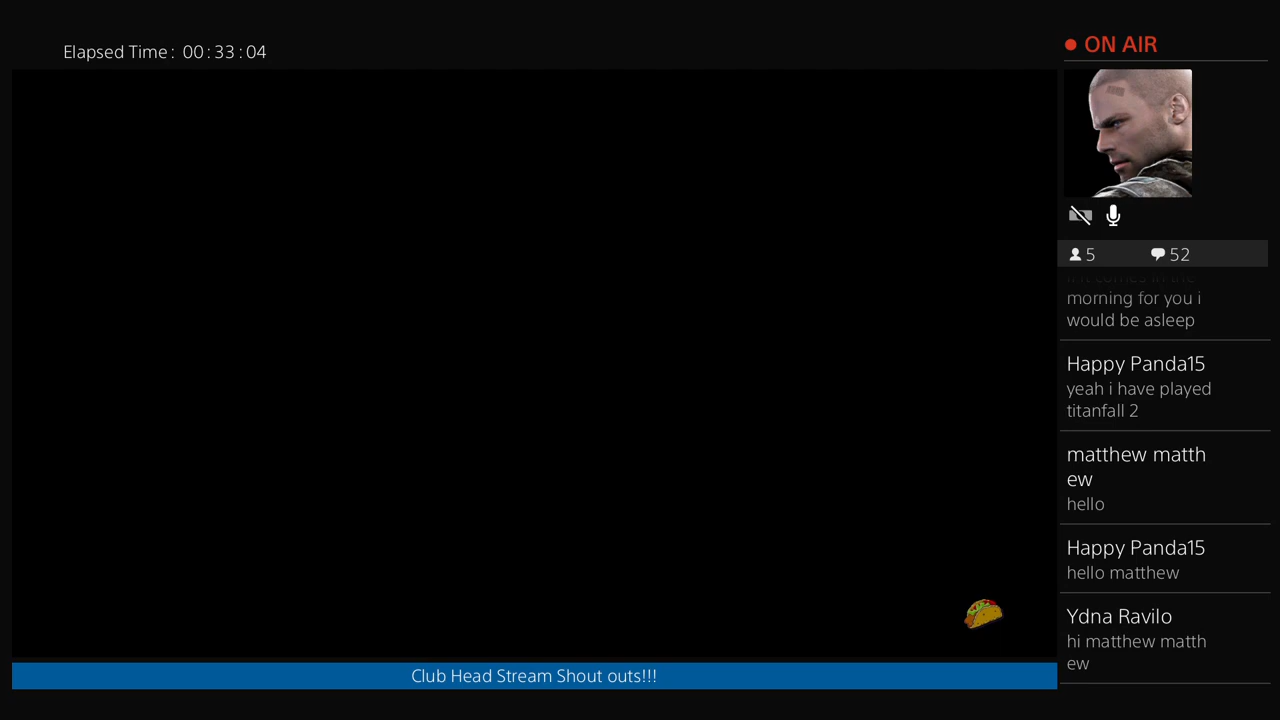 Elapsed Time: 00:33:04
ON AIR
5
52
morning for you i
would be asleep
Happy Panda15
yeah i have played
titanfall 2
matthew matth
ew
hello
Happy Panda15
hello matthew
Ydna Ravilo
hi matthew matth
ew
Club Head Stream Shout outs!!!